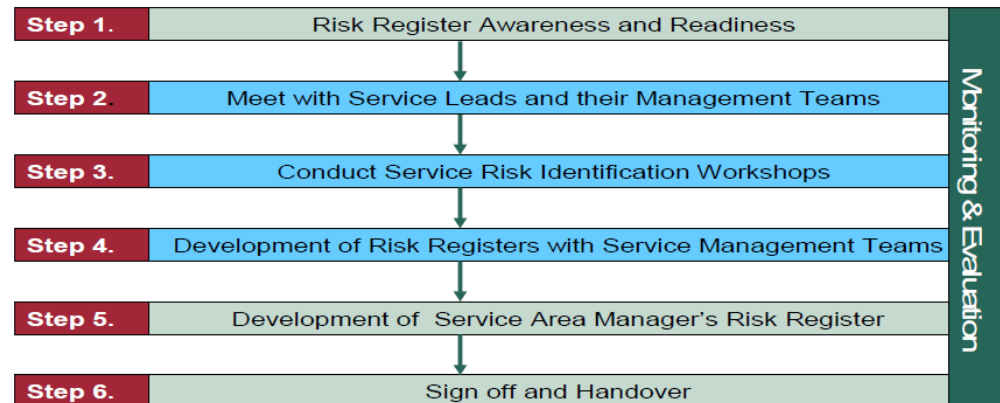 Step 1. Risk Register Awareness and Readiness
Step 2. Meet with Service Leads and their Management Teams
Step 3. Conduct Service Risk Identification Workshops
Step 4. Development of Risk Registers with Service Management Teams
Step 5. Development of Service Area Manager's Risk Register
Step 6. Sign off and Handover
Monitoring & Evaluation